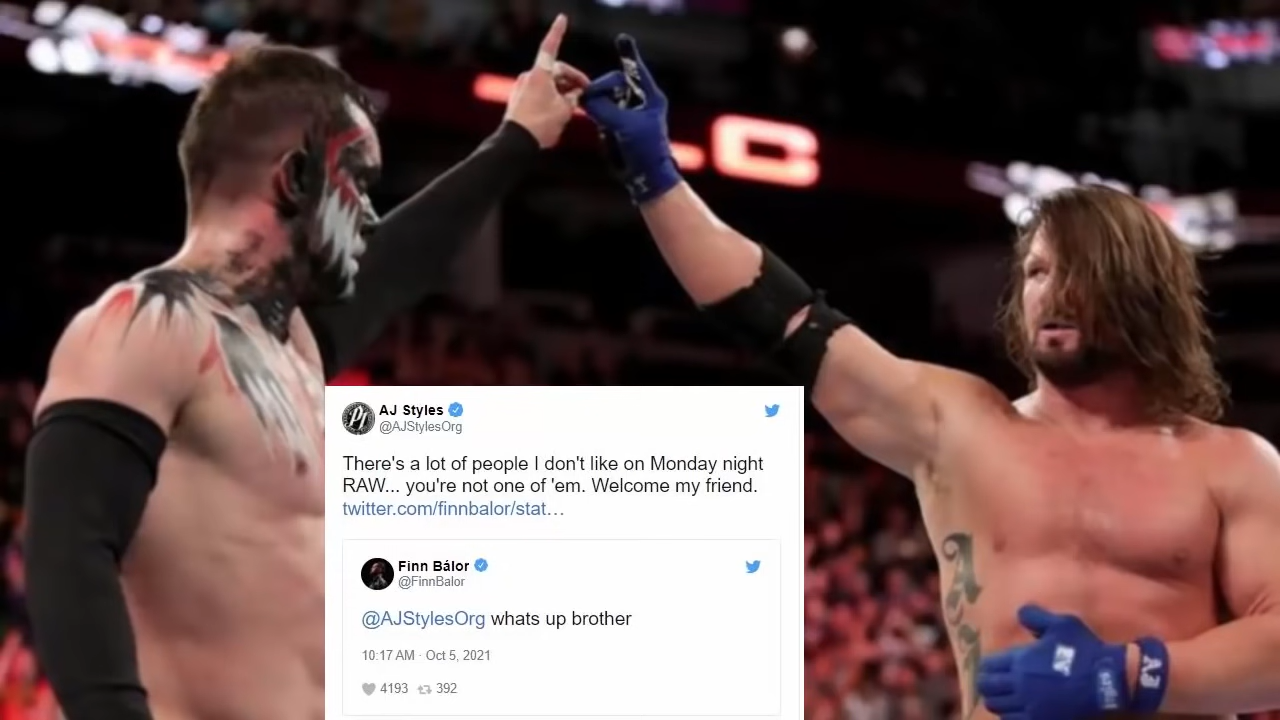 C
AJ Styles
@AJStylesOrg
There's a lot of people I don't like on Monday night
RAW... you're not one of 'em. Welcome my friend.
twitter.com/finnbalor/stat…
Finn Bálor
@FinnBalor
@AJStylesOrg whats up brother
10:17 AM · Oct 5, 2021
4193 392